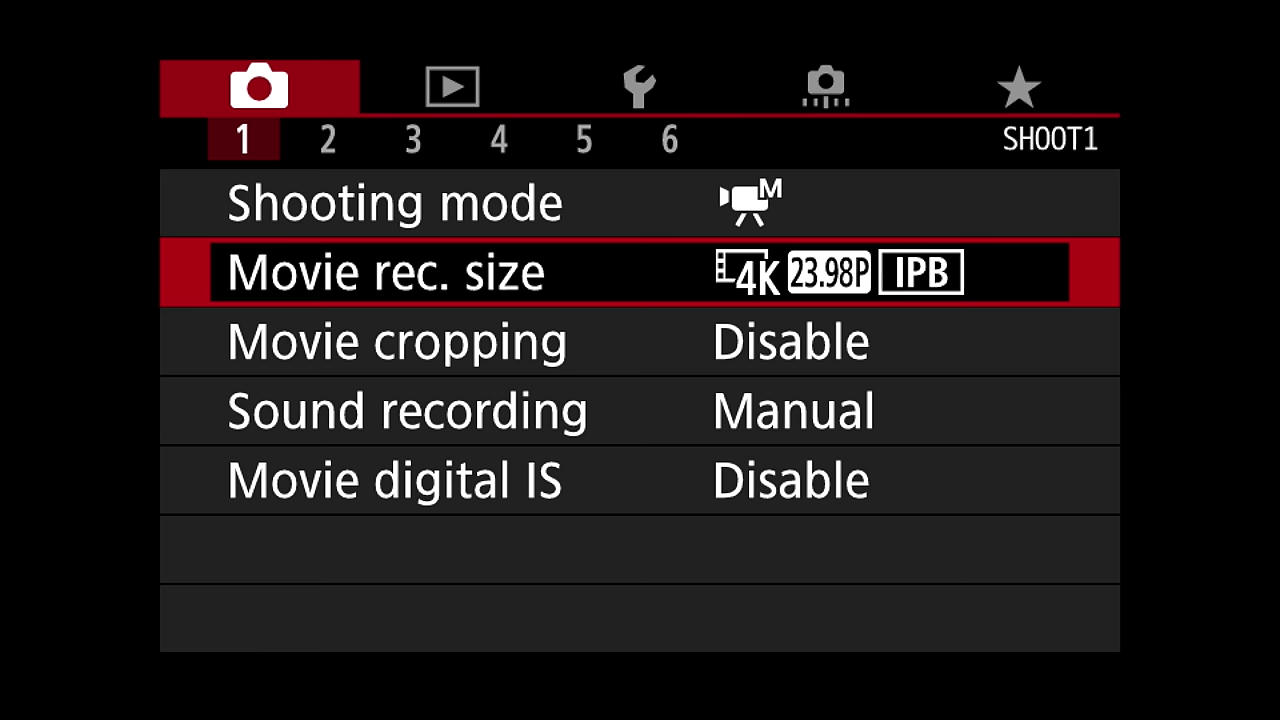 1 2 3 4 5 6 SHOOT1
Shooting mode M
Movie rec. size 4K 23.98P IPB
Movie cropping Disable
Sound recording Manual
Movie digital IS Disable